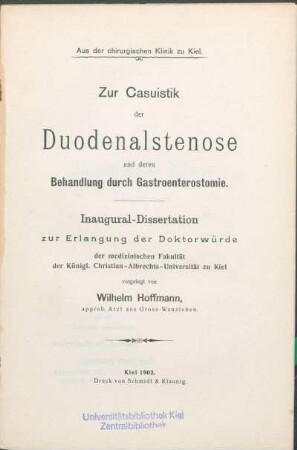 Aus der chirurgischen Klinik zu Kiel.
Zur Casuistik
der
Duodenalstenose
und deren
Behandlung durch Gastroenterostomie.
Inaugural-Dissertation
zur Erlangung der Doktorwürde
der medizinischen Fakultät
der Königl. Christian-Albrechts-Universität zu Kiel
vorgelegt von
Wilhelm Hoffmann,
approb. Arzt aus Gross-Wansleben.
Kiel 1902.
Druck von Schmidt & Klaunig.
Universitätsbibliothek Kiel
Zentralbibliothek